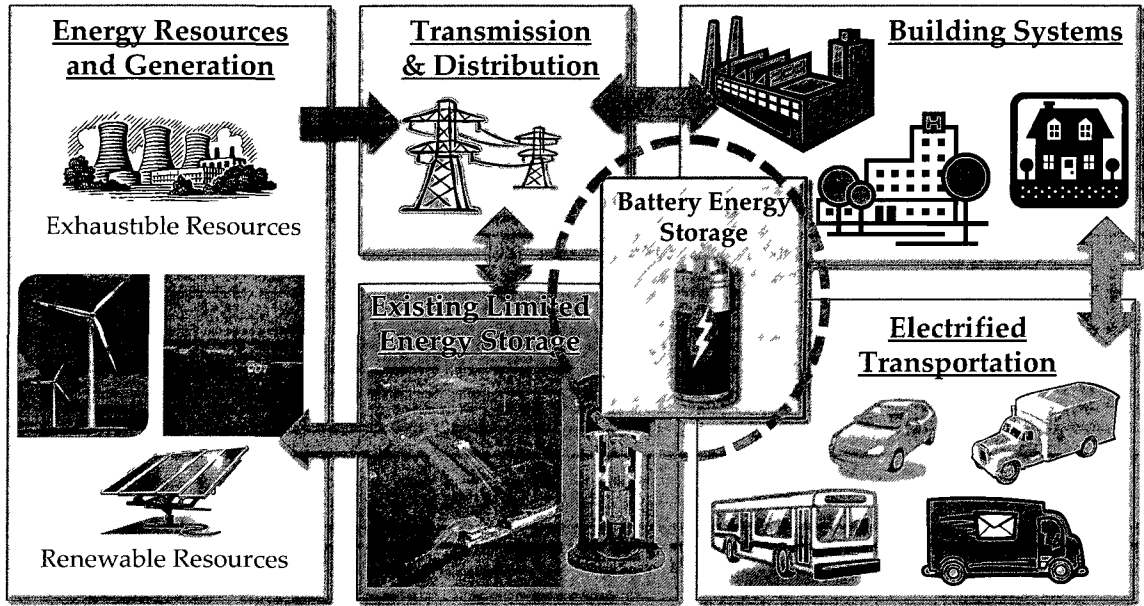 Energy Resources
and Generation
Exhaustible Resources
Renewable Resources
Transmission
& Distribution
Existing Limited
Energy Storage
Battery Energy
Storage
Building Systems
H
Electrified
Transportation